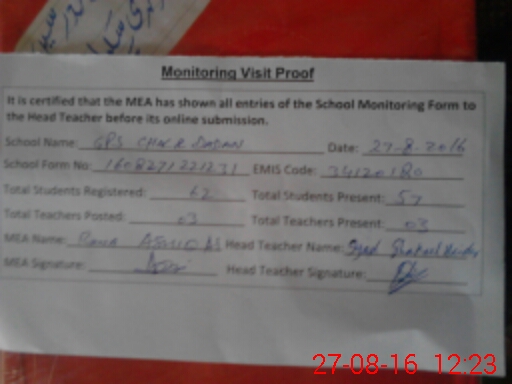 Monitoring Visit Proof
It is certified that the MEA has shown all entries of the School Monitoring Form to
the Head Teacher before its online submission.
School Name: GPS CHAK Date: 27-8-2016
School Form No: EMIS Code:
Total Students Registered: 62 Total Students Present: 57
Total Teachers Posted: 03 Total Teachers Present: 03
MEA Name: Head Teacher Name: Syed Shakeel
MEA Signature: Head Teacher Signature:
27-08-16 12:23